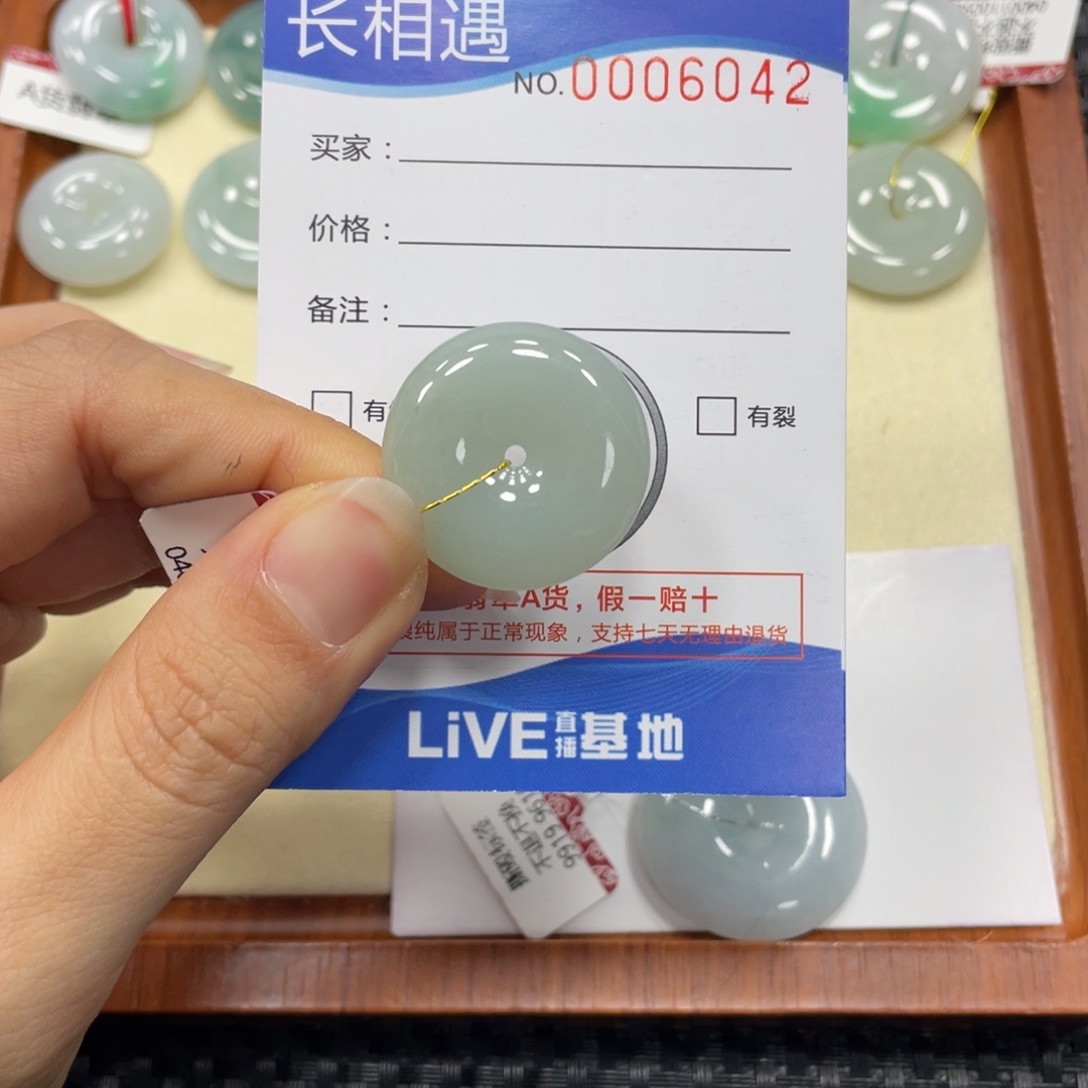 长相遇
NO.0006042
买家：
价格：
备注：
有
有裂
A货，假一赔十
纯属于正常现象，支持七天无理由退货
LiVE直播基地
A货
04